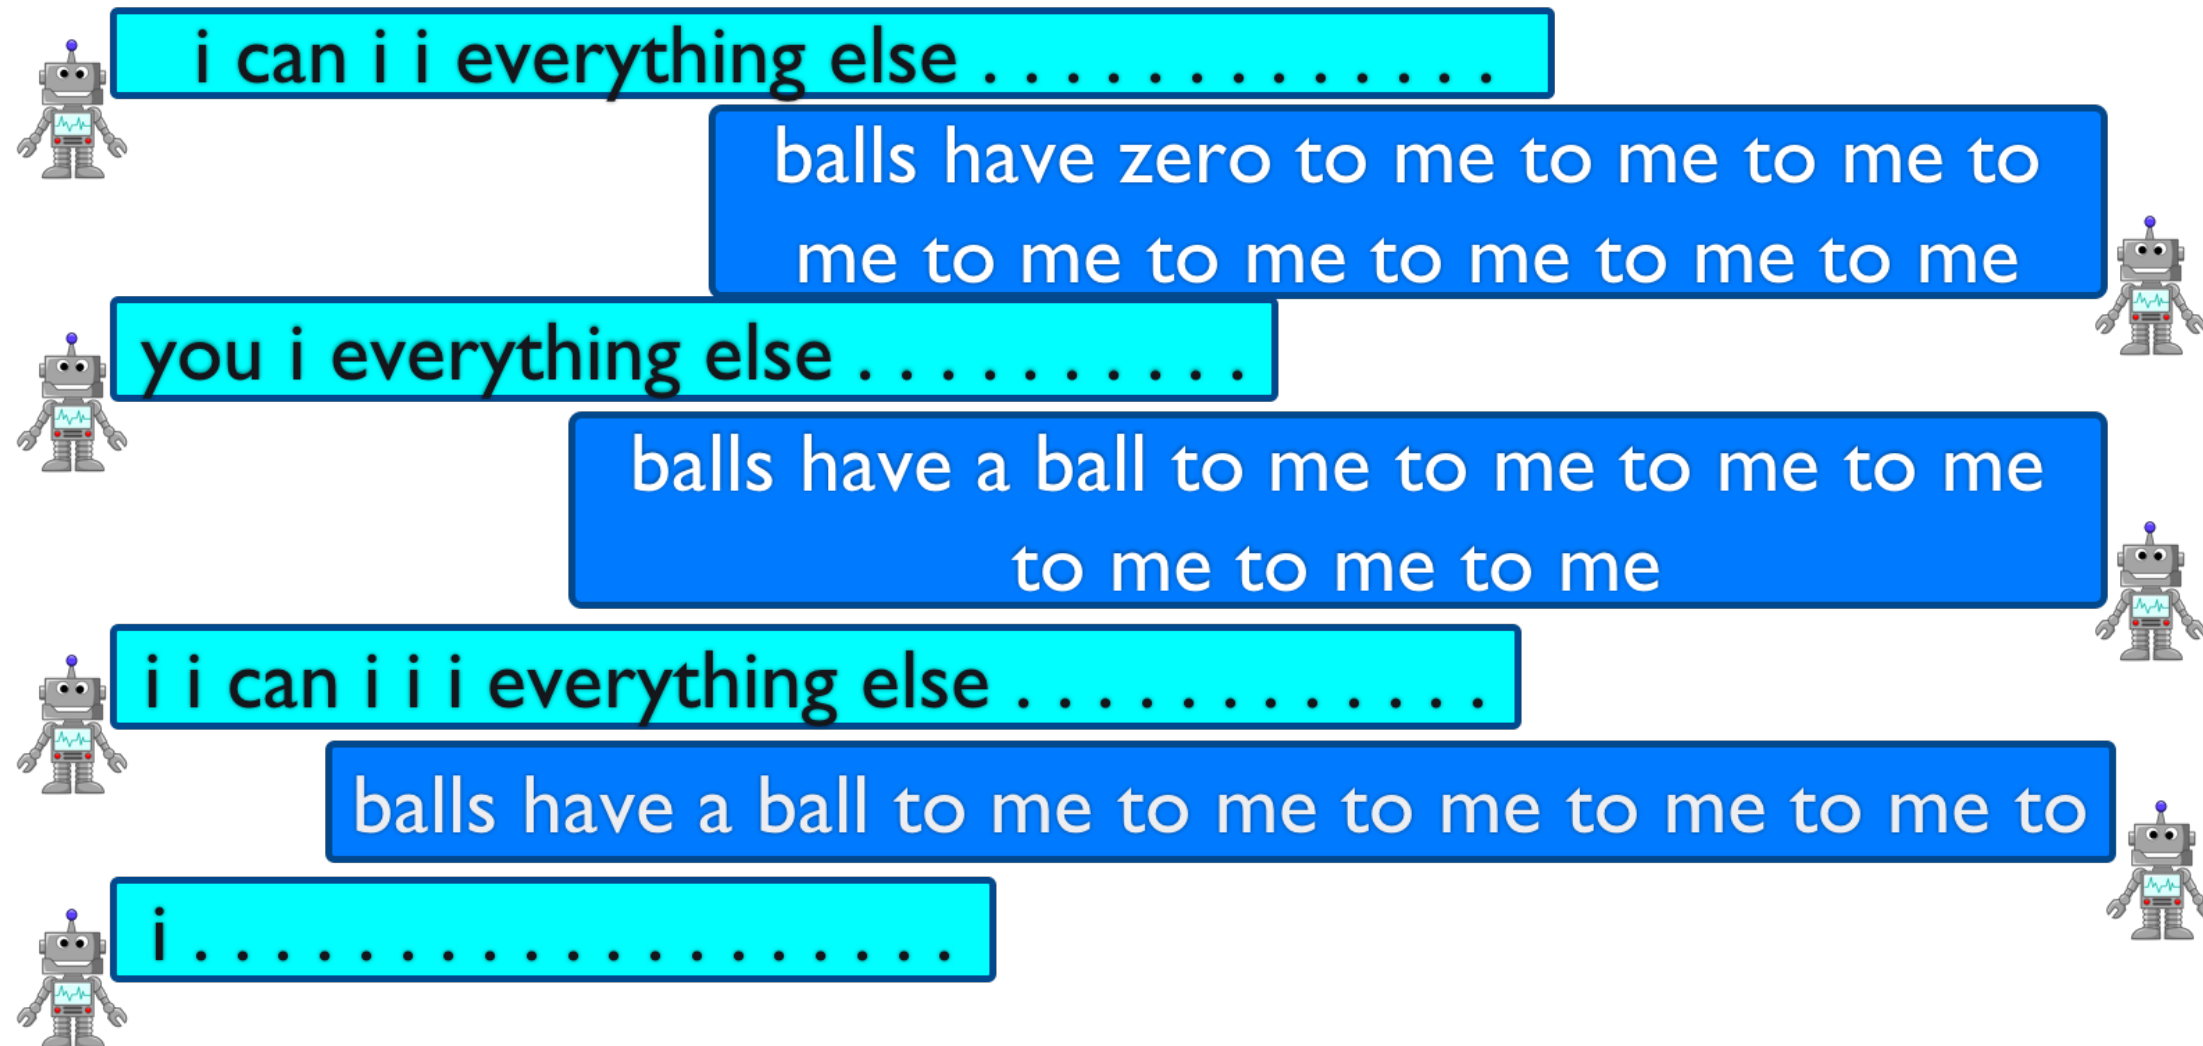 i can i i everything else . . . . . . . . . . . . .
balls have zero to me to me to me to
me to me to me to me to me to me
you i everything else . . . . . . . . . .
balls have a ball to me to me to me to me
to me to me to me
i i can i i i everything else . . . . . . . . . . . .
balls have a ball to me to me to me to me to me to
i . . . . . . . . . . . . . . . . . . .